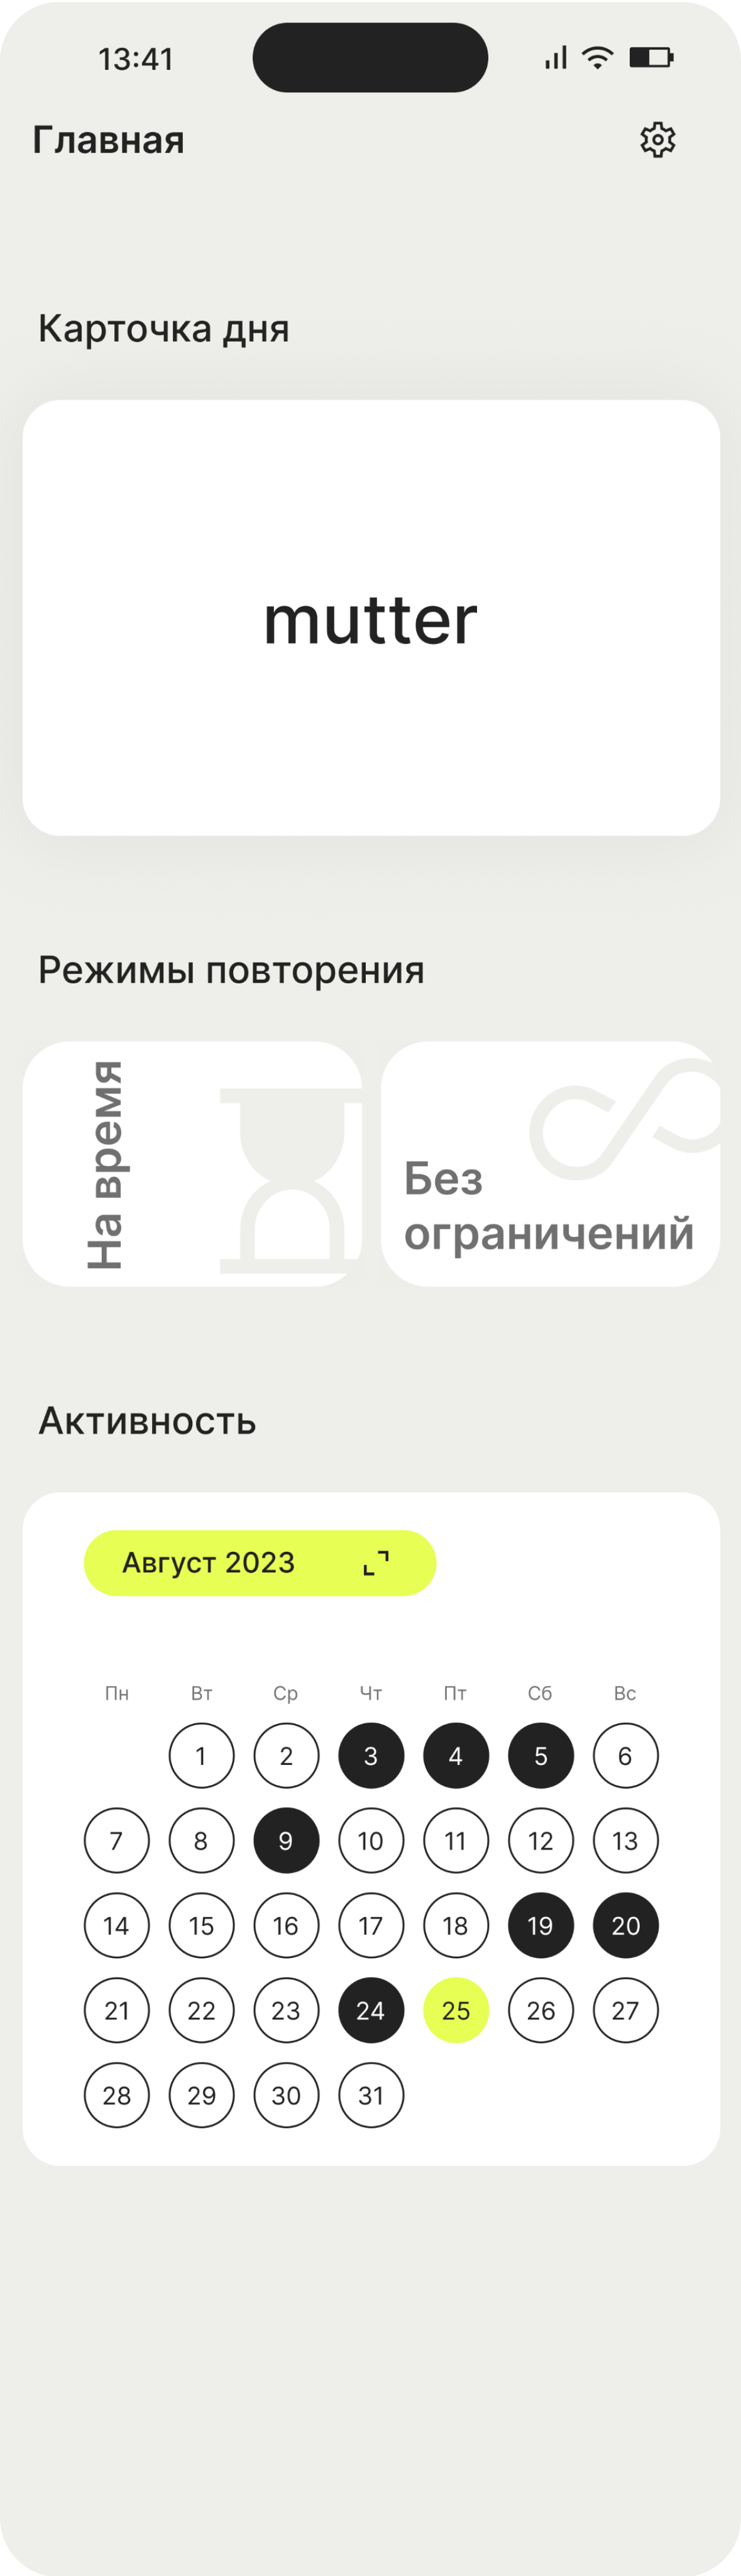 13:41
Главная
Карточка дня
mutter
Режимы повторения
На время
Без
ограничений
Активность
Август 2023
Пн Вт Ср Чт Пт Сб Вс
1 2 3 4 5 6
7 8 9 10 11 12 13
14 15 16 17 18 19 20
21 22 23 24 25 26 27
28 29 30 31